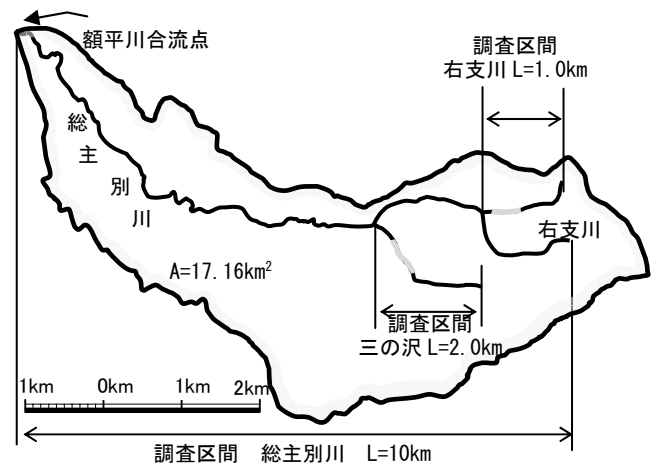 額平川合流点
調査区間
右支川 L=1.0km
総
主
別
川
右支川
A=17.16km²
調査区間
三の沢 L=2.0km
1km 0km 1km 2km
調査区間 総主別川 L=10km